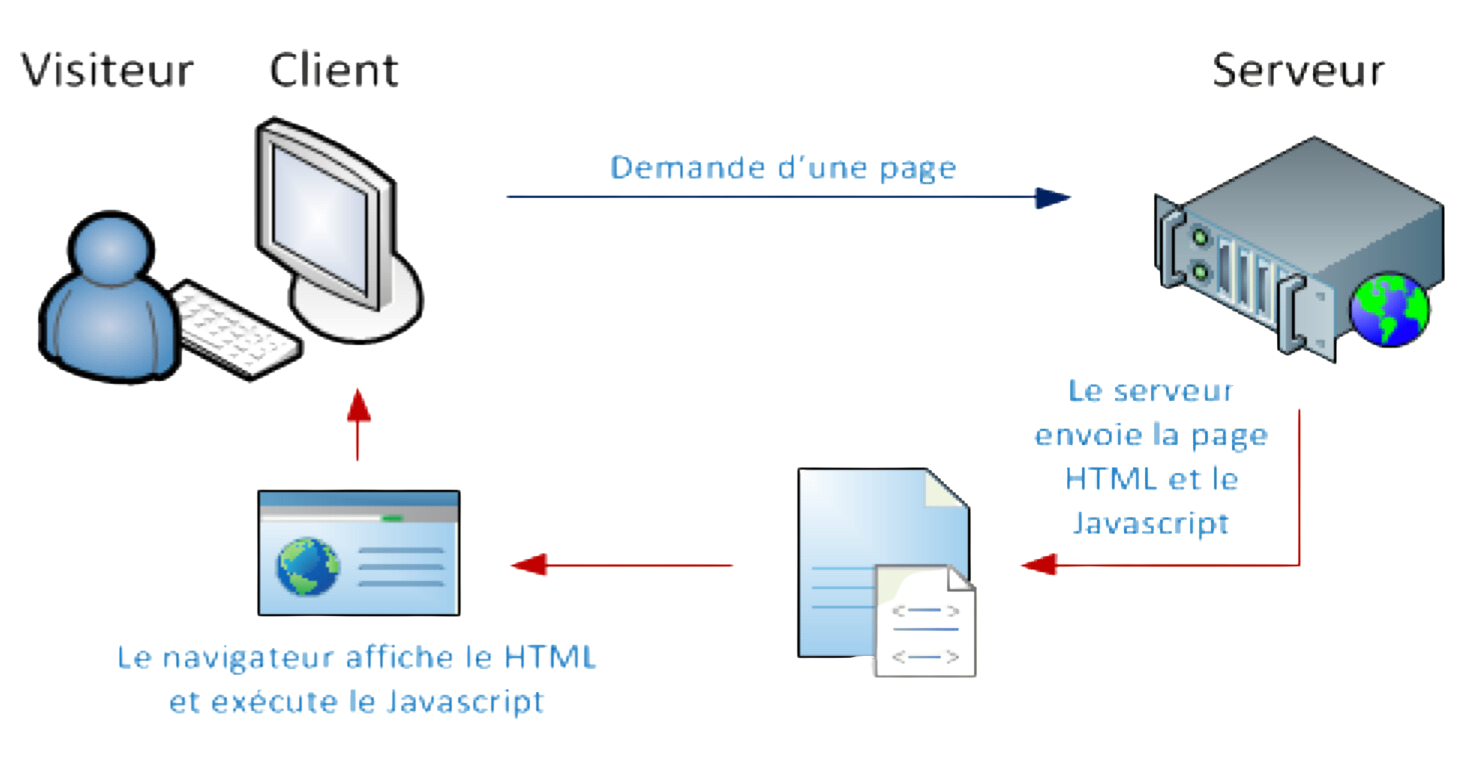 Visiteur
Client
Serveur
Demande d'une page
Le serveur
envoie la page
HTML et le
Javascript
Le navigateur affiche le HTML
et exécute le Javascript